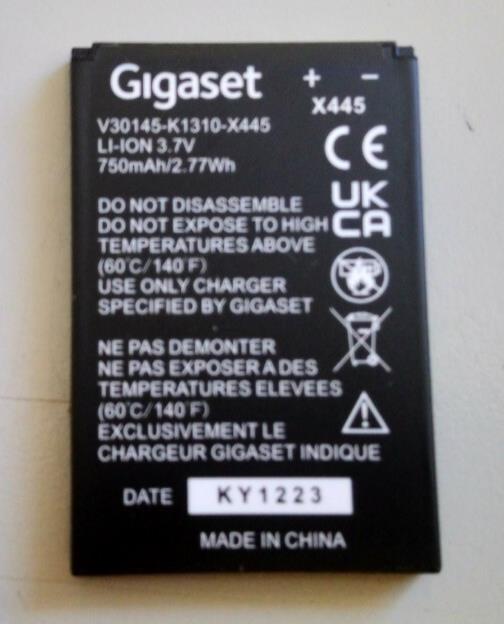 Gigaset + −
X445
V30145-K1310-X445
LI-ION 3.7V
750mAh/2.77Wh
CE
UK
CA
DO NOT DISASSEMBLE
DO NOT EXPOSE TO HIGH
TEMPERATURES ABOVE
(60°C/140°F)
USE ONLY CHARGER
SPECIFIED BY GIGASET
NE PAS DEMONTER
NE PAS EXPOSER A DES
TEMPERATURES ELEVEES
(60°C/140°F)
EXCLUSIVEMENT LE
CHARGEUR GIGASET INDIQUE
DATE KY1223
MADE IN CHINA